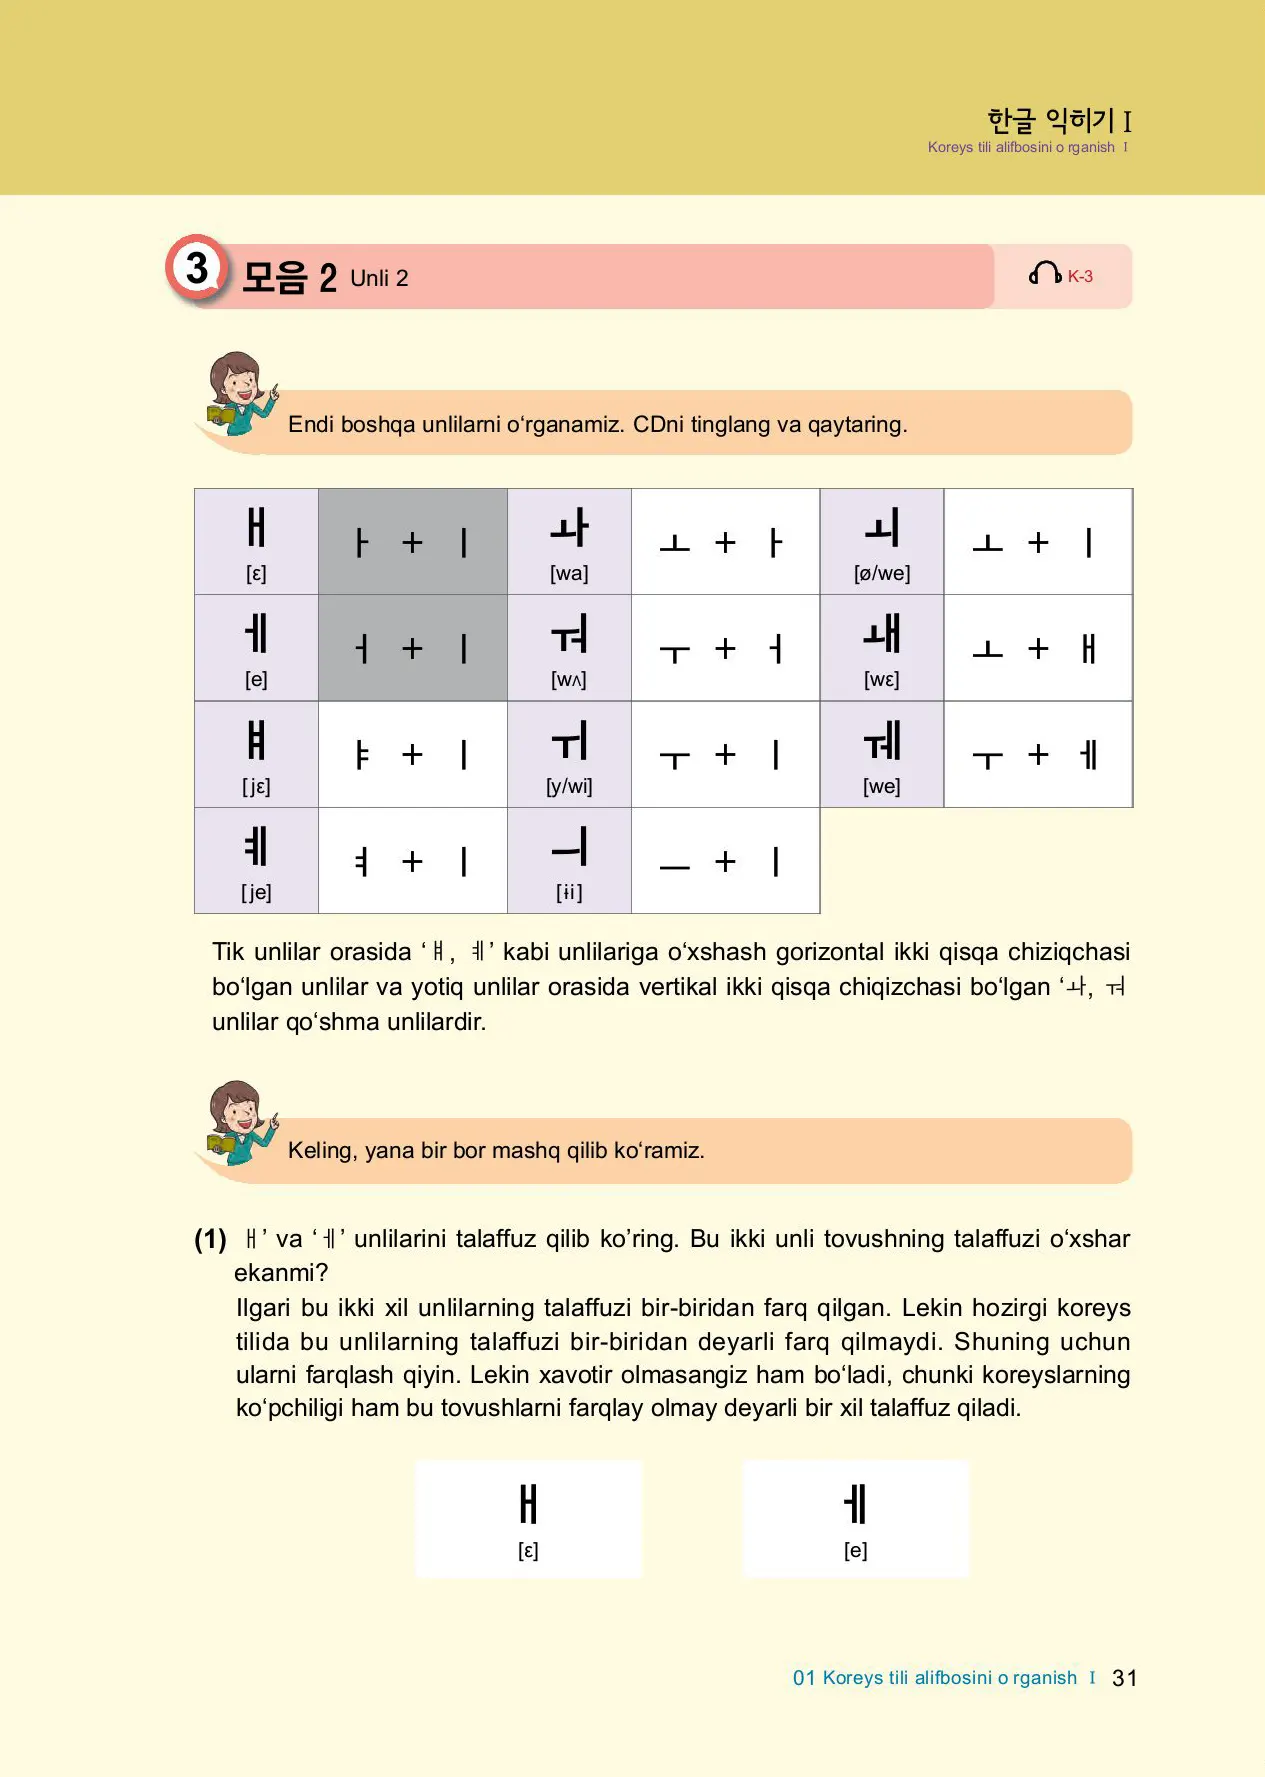 한글 익히기 I
Koreys tili alifbosini o rganish I
3 모음 2 Unli 2
K-3
Endi boshqa unlilarni o‘rganamiz. CDni tinglang va qaytaring.
ㅐ ㅏ + ㅣ ㅘ ㅗ + ㅏ ㅚ ㅗ + ㅣ
[ɛ] [wa] [ø/we]
ㅔ ㅓ + ㅣ ㅝ ㅜ + ㅓ ㅙ ㅗ + ㅐ
[e] [wʌ] [wɛ]
ㅒ ㅑ + ㅣ ㅟ ㅜ + ㅣ ㅞ ㅜ + ㅔ
[jɛ] [y/wi] [we]
ㅖ ㅕ + ㅣ ㅢ ㅡ + ㅣ
[je] [ɨi]
Tik unlilar orasida ‘ㅒ, ㅖ’ kabi unlilariga o‘xshash gorizontal ikki qisqa chiziqchasi
bo‘lgan unlilar va yotiq unlilar orasida vertikal ikki qisqa chiqizchasi bo‘lgan ‘ㅘ, ㅝ
unlilar qo‘shma unlilardir.
Keling, yana bir bor mashq qilib ko‘ramiz.
(1) ㅐ’ va ‘ㅔ’ unlilarini talaffuz qilib ko’ring. Bu ikki unli tovushning talaffuzi o‘xshar
ekanmi?
Ilgari bu ikki xil unlilarning talaffuzi bir-biridan farq qilgan. Lekin hozirgi koreys
tilida bu unlilarning talaffuzi bir-biridan deyarli farq qilmaydi. Shuning uchun
ularni farqlash qiyin. Lekin xavotir olmasangiz ham bo‘ladi, chunki koreyslarning
ko‘pchiligi ham bu tovushlarni farqlay olmay deyarli bir xil talaffuz qiladi.
ㅐ ㅔ
[ɛ] [e]
01 Koreys tili alifbosini o rganish I 31